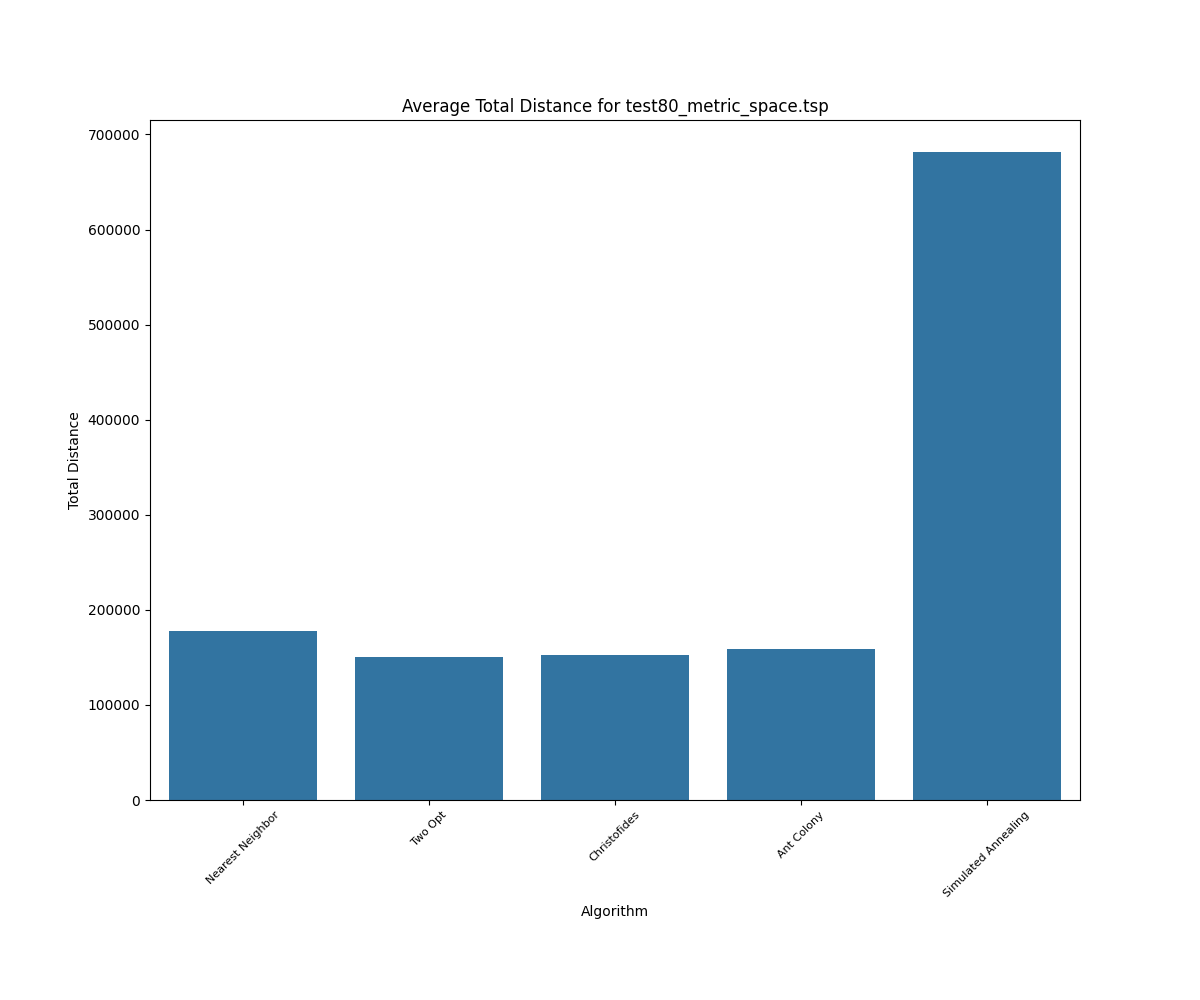 Average Total Distance for test80_metric_space.tsp
700000
600000
500000
400000
300000
200000
100000
0
Total Distance
Nearest Neighbor
Two Opt
Christofides
Ant Colony
Simulated Annealing
Algorithm